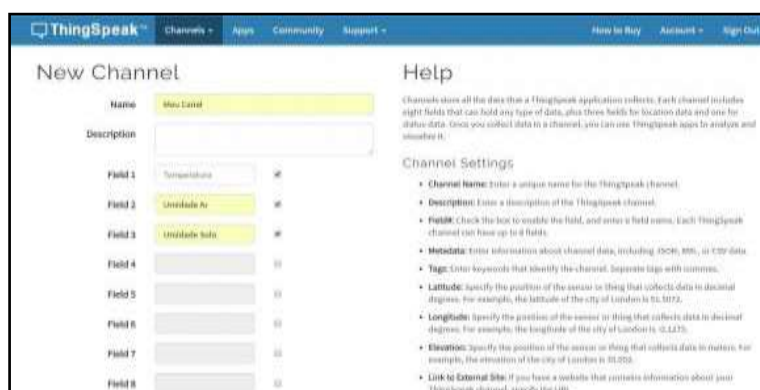 ThingSpeak™ Channels Apps Community Support How to Buy Account Sign Out
New Channel
Name Meu Canal
Description
Field 1 Temperatura
Field 2 Umidade Ar
Field 3 Umidade Solo
Field 4
Field 5
Field 6
Field 7
Field 8
Help
Channels store all the data that a ThingSpeak application collects. Each channel includes
eight fields that can hold any type of data, plus three fields for location data and one for
status data. Once you collect data in a channel, you can use ThingSpeak apps to analyze and
visualize it.
Channel Settings
• Channel Name: Enter a unique name for the ThingSpeak channel.
• Description: Enter a description of the ThingSpeak channel.
• Field#: Check the box to enable the field, and enter a field name. Each ThingSpeak
channel can have up to 8 fields.
• Metadata: Enter information about channel data, including JSON, XML, or CSV data.
• Tags: Enter keywords that identify the channel. Separate tags with commas.
• Latitude: Specify the position of the sensor or thing that collects data in decimal
degrees. For example, the latitude of the city of London is 51.5072.
• Longitude: Specify the position of the sensor or thing that collects data in decimal
degrees. For example, the longitude of the city of London is -0.1275.
• Elevation: Specify the position of the sensor or thing that collects data in meters. For
example, the elevation of the city of London is 35.052.
• Link to External Site: If you have a website that contains information about your
ThingSpeak channel, specify the URL.